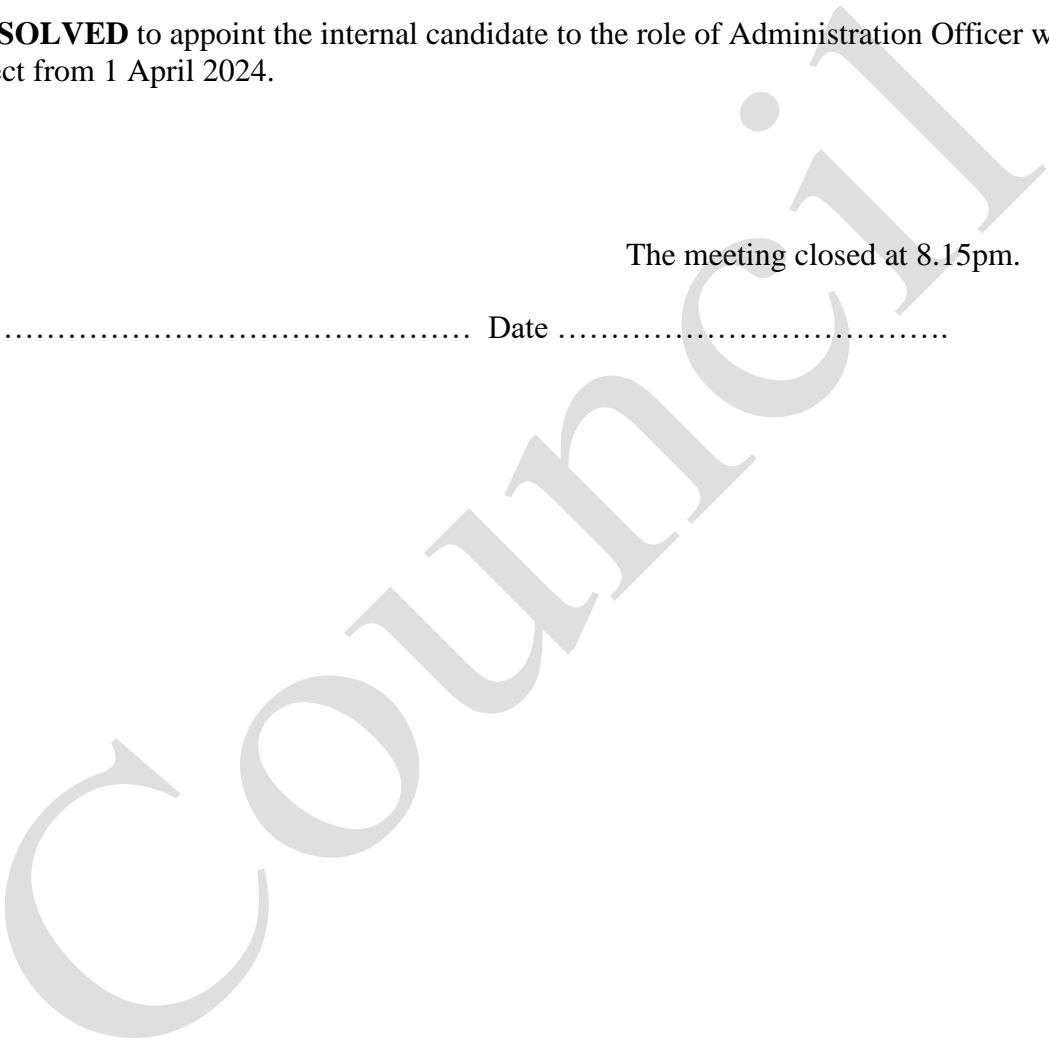 SOLVED to appoint the internal candidate to the role of Administration Officer w
ct from 1 April 2024.
The meeting closed at 8.15pm.
………………………………………. Date ……………………………….
Council